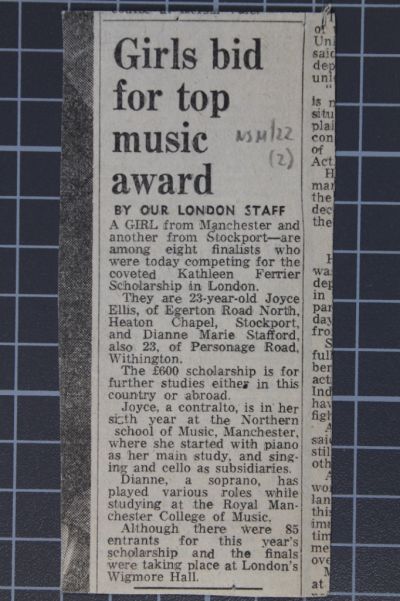 Girls bid
for top
music
award
NSM/22
(2)
BY OUR LONDON STAFF
A GIRL from Manchester and
another from Stockport—are
among eight finalists who
were today competing for the
coveted Kathleen Ferrier
Scholarship in London.
They are 23-year-old Joyce
Ellis, of Egerton Road North,
Heaton Chapel, Stockport,
and Dianne Marie Stafford,
also 23, of Personage Road,
Withington.
The £600 scholarship is for
further studies either in this
country or abroad.
Joyce, a contralto, is in her
sixth year at the Northern
school of Music, Manchester,
where she started with piano
as her main study, and sing-
ing and cello as subsidiaries.
Dianne, a soprano, has
played various roles while
studying at the Royal Man-
chester College of Music.
Although there were 85
entrants for this year's
scholarship and the finals
were taking place at London's
Wigmore Hall.